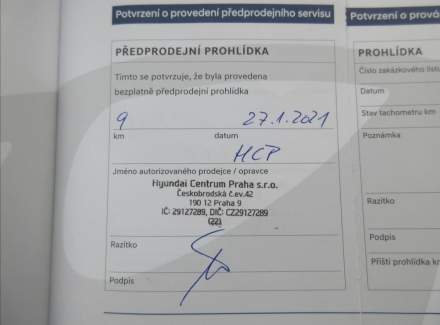 Potvrzení o provedení předprodejního servisu
PŘEDPRODEJNÍ PROHLÍDKA
Tímto se potvrzuje, že byla provedena
bezplatně předprodejní prohlídka
9 27.1.2021
km datum
HCP
Jméno autorizovaného prodejce / opravce
Hyundai Centrum Praha s.r.o.
Českobrodská č.ev.42
190 12 Praha 9
IČ: 29127289, DIČ: CZ29127289
(22)
Razítko
Podpis
Potvrzení o prov
PROHLÍDKA
Číslo zakázkového listu
Datum
Stav tachometru km
Poznámka
Razítko
Podpis
Příští prohlídka